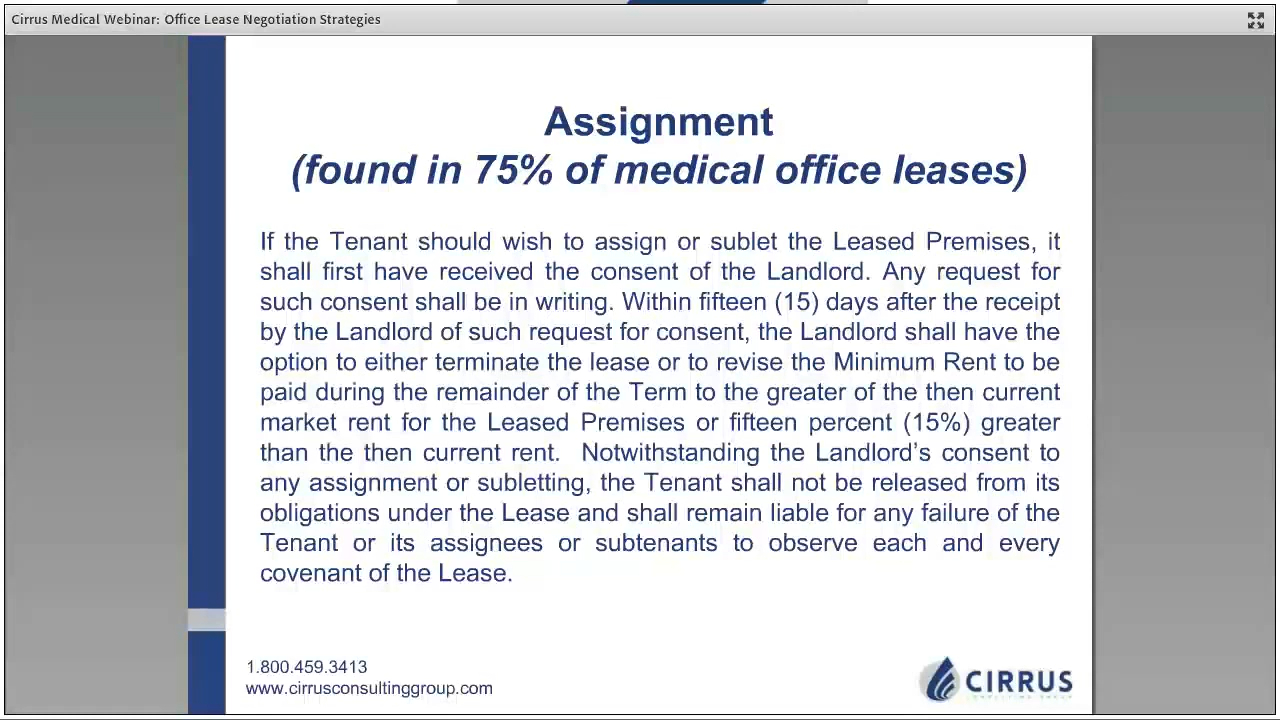 Cirrus Medical Webinar: Office Lease Negotiation Strategies
Assignment
(found in 75% of medical office leases)
If the Tenant should wish to assign or sublet the Leased Premises, it
shall first have received the consent of the Landlord. Any request for
such consent shall be in writing. Within fifteen (15) days after the receipt
by the Landlord of such request for consent, the Landlord shall have the
option to either terminate the lease or to revise the Minimum Rent to be
paid during the remainder of the Term to the greater of the then current
market rent for the Leased Premises or fifteen percent (15%) greater
than the then current rent.  Notwithstanding the Landlord’s consent to
any assignment or subletting, the Tenant shall not be released from its
obligations under the Lease and shall remain liable for any failure of the
Tenant or its assignees or subtenants to observe each and every
covenant of the Lease.
1.800.459.3413
www.cirrusconsultinggroup.com
CIRRUS